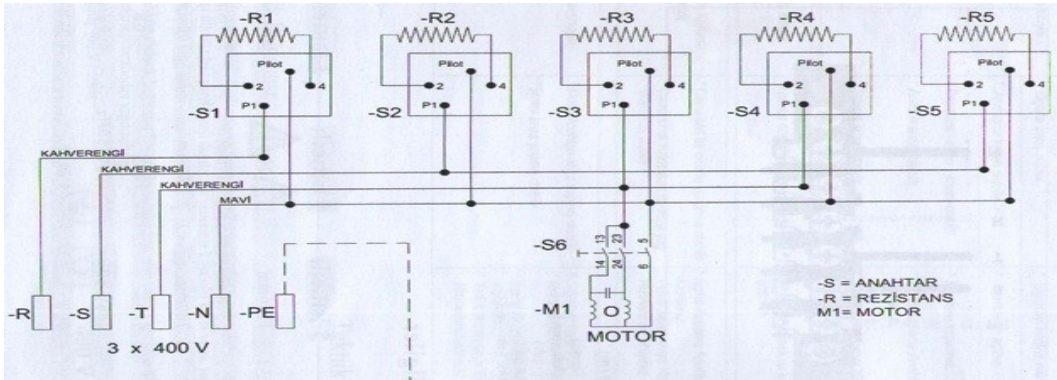 -R1 -R2 -R3 -R4 -R5
Pilot Pilot Pilot Pilot Pilot
2 4 2 4 2 4 2 4 2 4
P1 P1 P1 P1 P1
-S1 -S2 -S3 -S4 -S5
KAHVERENGİ
KAHVERENGİ
KAHVERENGİ
MAVİ
-S6 13 23 5
14 24 6
-S = ANAHTAR
-R = REZİSTANS
M1= MOTOR
-R -S -T -N -PE -M1
MOTOR
3 x 400 V